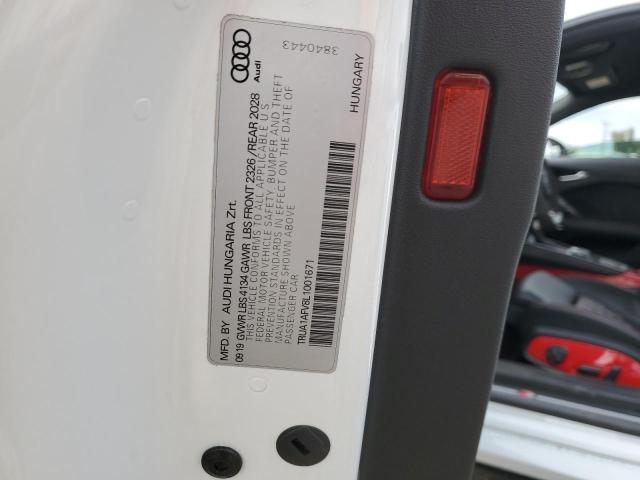 Audi
3840443
MFD. BY AUDI HUNGARIA Zrt.
0919 GVWR LBS 4134 GAWR LBS FRONT 2326 / REAR 2028
THIS VEHICLE CONFORMS TO ALL APPLICABLE U.S
FEDERAL MOTOR VEHICLE SAFETY, BUMPER AND THEFT
PREVENTION STANDARDS IN EFFECT ON THE DATE OF
MANUFACTURE SHOWN ABOVE
PASSENGER CAR
TRUA1AFV8L1001671
HUNGARY